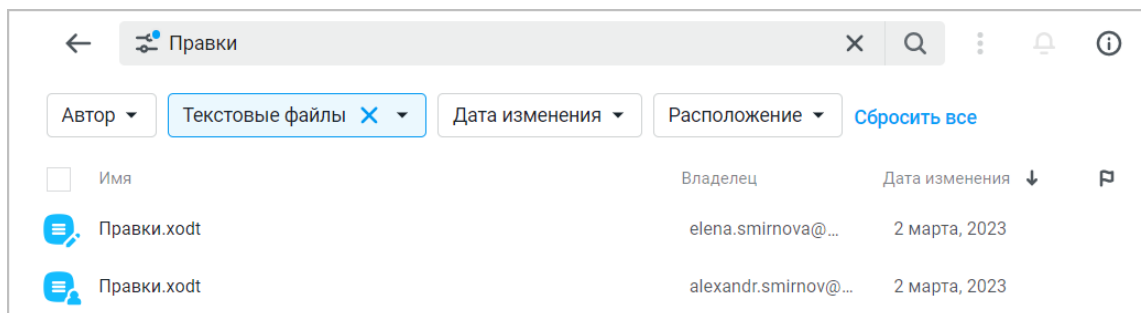 Правки
Автор Текстовые файлы Дата изменения Расположение Сбросить все
Имя Владелец Дата изменения
Правки.xodt elena.smirnova@... 2 марта, 2023
Правки.xodt alexandr.smirnov@... 2 марта, 2023